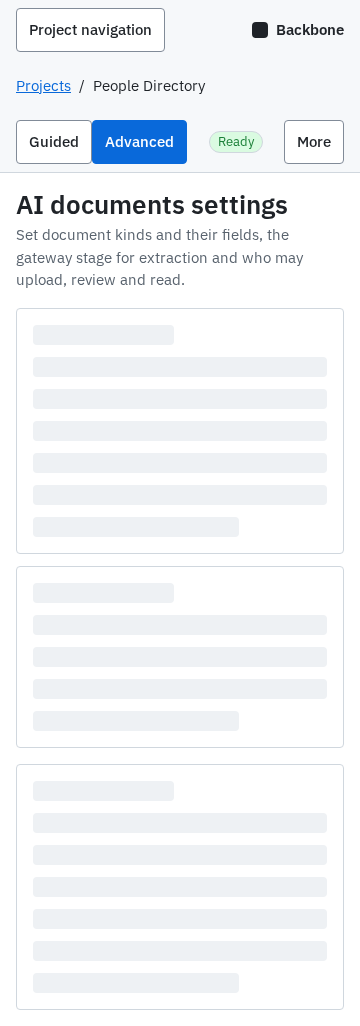 Project navigation
Backbone
Projects / People Directory
Guided
Advanced
Ready
More
AI documents settings
Set document kinds and their fields, the
gateway stage for extraction and who may
upload, review and read.